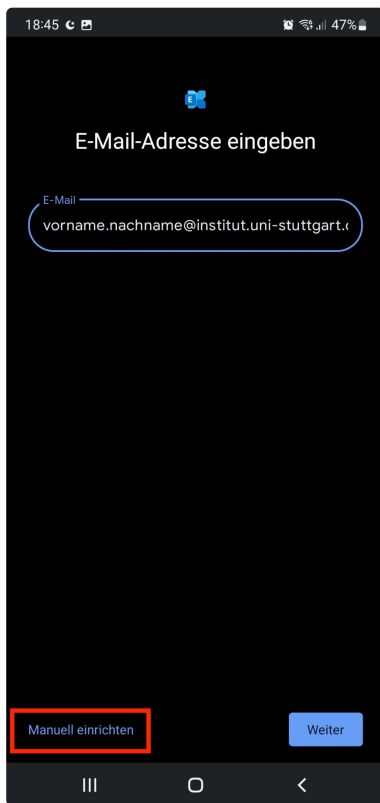 18:45 47%
E-Mail-Adresse eingeben
E-Mail
vorname.nachname@institut.uni-stuttgart.
Manuell einrichten
Weiter